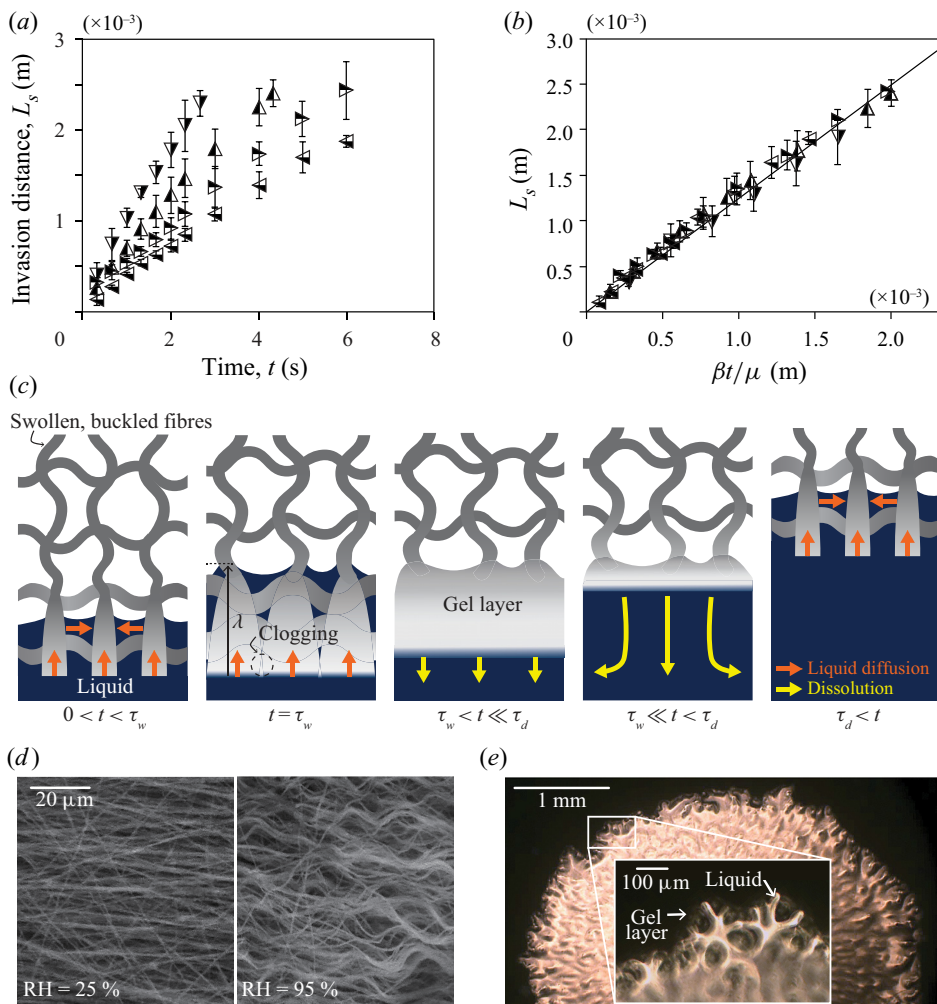 (a)
(×10⁻³)
3
2
1
0
2
4
6
8
Invasion distance, Lₛ (m)
Time, t (s)
(b)
(×10⁻³)
3.0
2.5
2.0
1.5
1.0
0.5
0
0.5
1.0
1.5
2.0
(×10⁻³)
Lₛ (m)
βt/μ (m)
(c)
Swollen, buckled fibres
λ
Clogging
Gel layer
Liquid
Liquid diffusion
Dissolution
0 < t < τ_w
t = τ_w
τ_w < t ≪ τ_d
τ_w ≪ t < τ_d
τ_d < t
(d)
20 μm
RH = 25 %
RH = 95 %
(e)
1 mm
100 μm
Liquid
Gel
layer